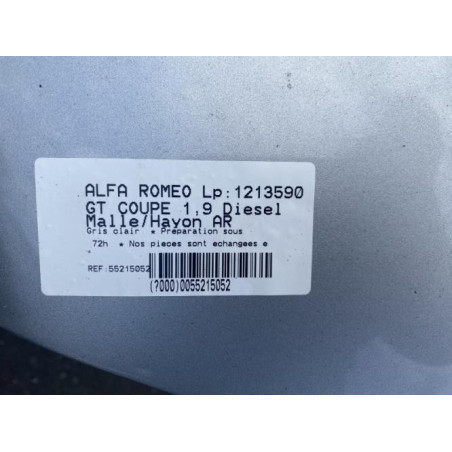 ALFA ROMEO Lp:1213590
GT COUPE 1,9 Diesel
Malle/Hayon AR
Gris clair * Préparation sous
72h * Nos pieces sont echangees e
REF:55215052
(?000)0055215052